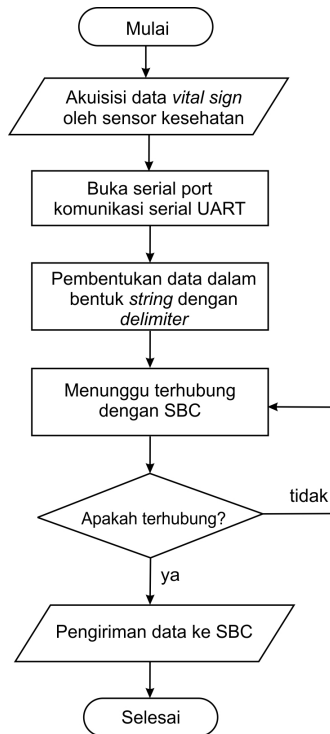 Mulai
Akuisisi data vital sign
oleh sensor kesehatan
Buka serial port
komunikasi serial UART
Pembentukan data dalam
bentuk string dengan
delimiter
Menunggu terhubung
dengan SBC
Apakah terhubung?
tidak
ya
Pengiriman data ke SBC
Selesai